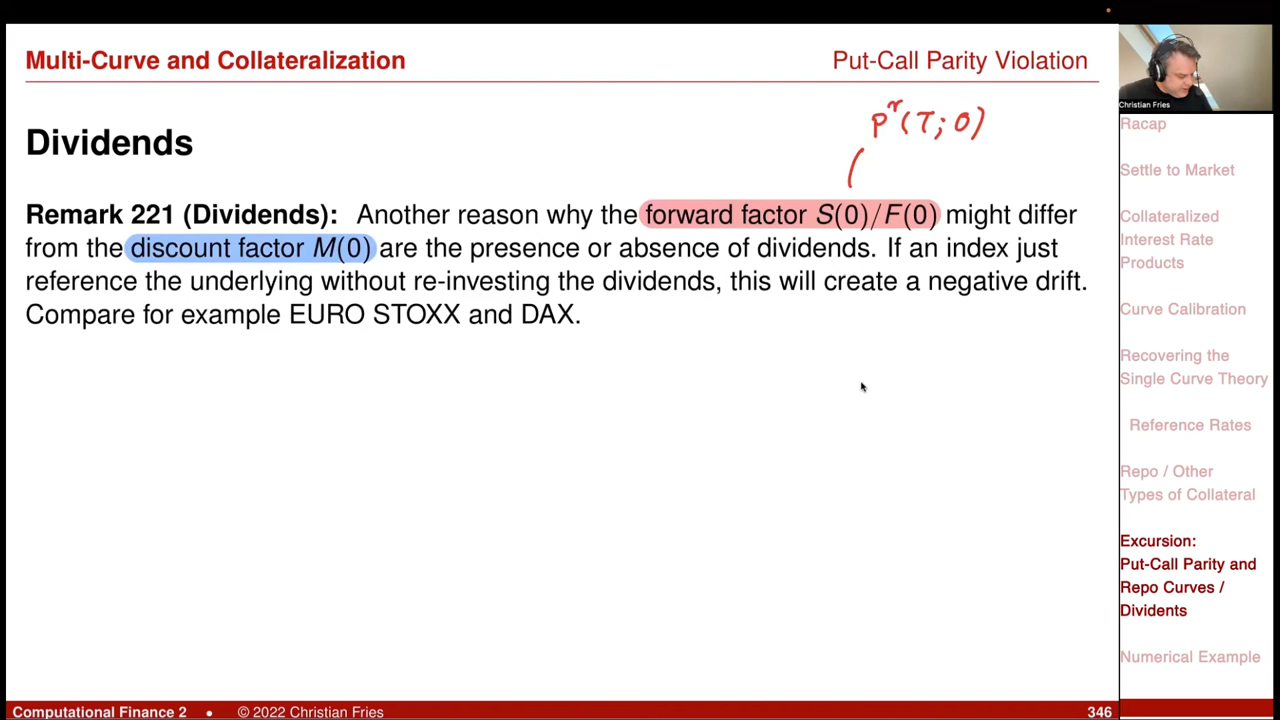 Multi-Curve and Collateralization
Put-Call Parity Violation
Christian Fries
Dividends
P^r(T; 0)
Remark 221 (Dividends): Another reason why the forward factor S(0)/F(0) might differ
from the discount factor M(0) are the presence or absence of dividends. If an index just
reference the underlying without re-investing the dividends, this will create a negative drift.
Compare for example EURO STOXX and DAX.
Racap
Settle to Market
Collateralized
Interest Rate
Products
Curve Calibration
Recovering the
Single Curve Theory
Reference Rates
Repo / Other
Types of Collateral
Excursion:
Put-Call Parity and
Repo Curves /
Dividents
Numerical Example
Computational Finance 2 • © 2022 Christian Fries
346